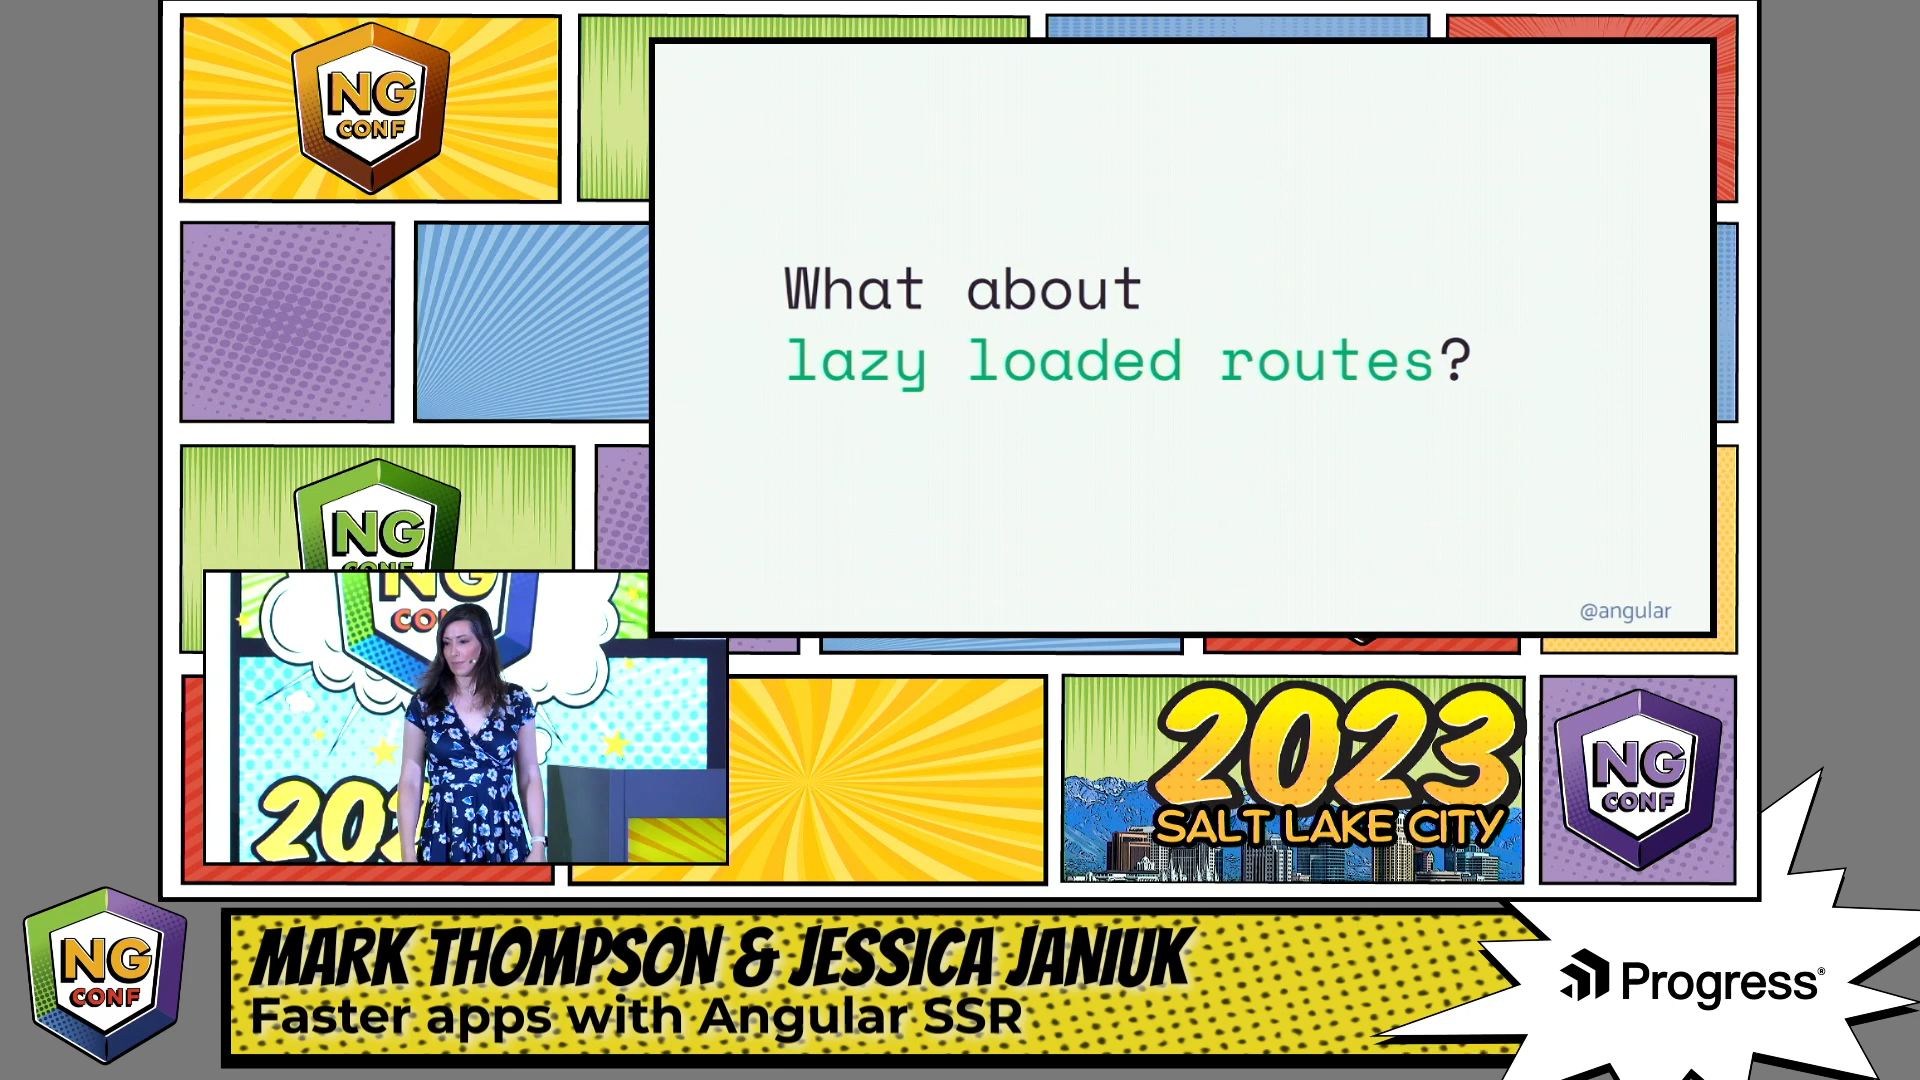 NG
CONF
What about
lazy loaded routes?
@angular
NG
CONF
NG
2023
SALT LAKE CITY
NG
CONF
NG
CONF
MARK THOMPSON & JESSICA JANIUK
Faster apps with Angular SSR
Progress®